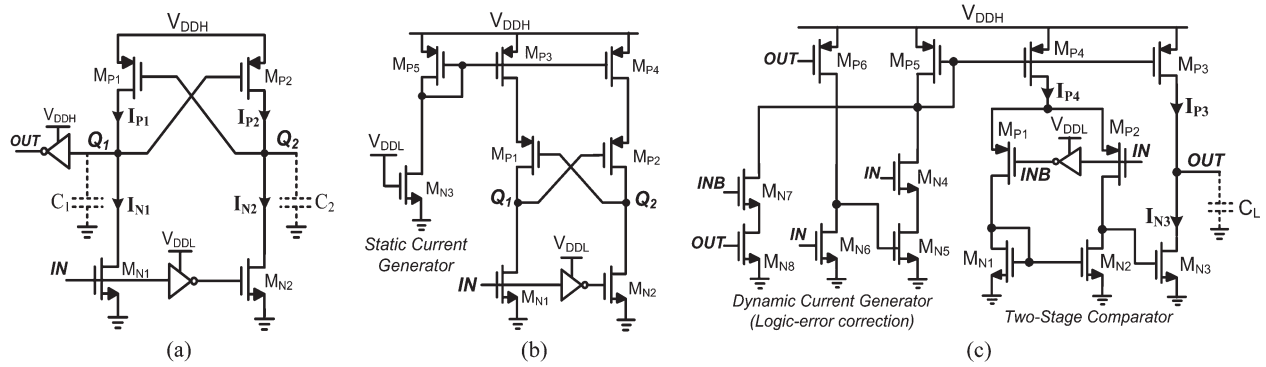 V_DDH
M_P1
M_P2
I_P1
I_P2
V_DDH
OUT
Q_1
Q_2
C_1
I_N1
I_N2
C_2
V_DDL
IN
M_N1
M_N2
(a)
V_DDH
M_P5
M_P3
M_P4
V_DDL
M_P1
M_P2
M_N3
Q_1
Q_2
Static Current
Generator
V_DDL
IN
M_N1
M_N2
(b)
V_DDH
OUT
M_P6
M_P5
M_P4
M_P3
I_P4
I_P3
M_P1
M_P2
V_DDL
IN
INB
OUT
INB
M_N7
IN
M_N4
I_N3
C_L
OUT
M_N8
IN
M_N6
M_N5
M_N1
M_N2
M_N3
Dynamic Current Generator
(Logic-error correction)
Two-Stage Comparator
(c)